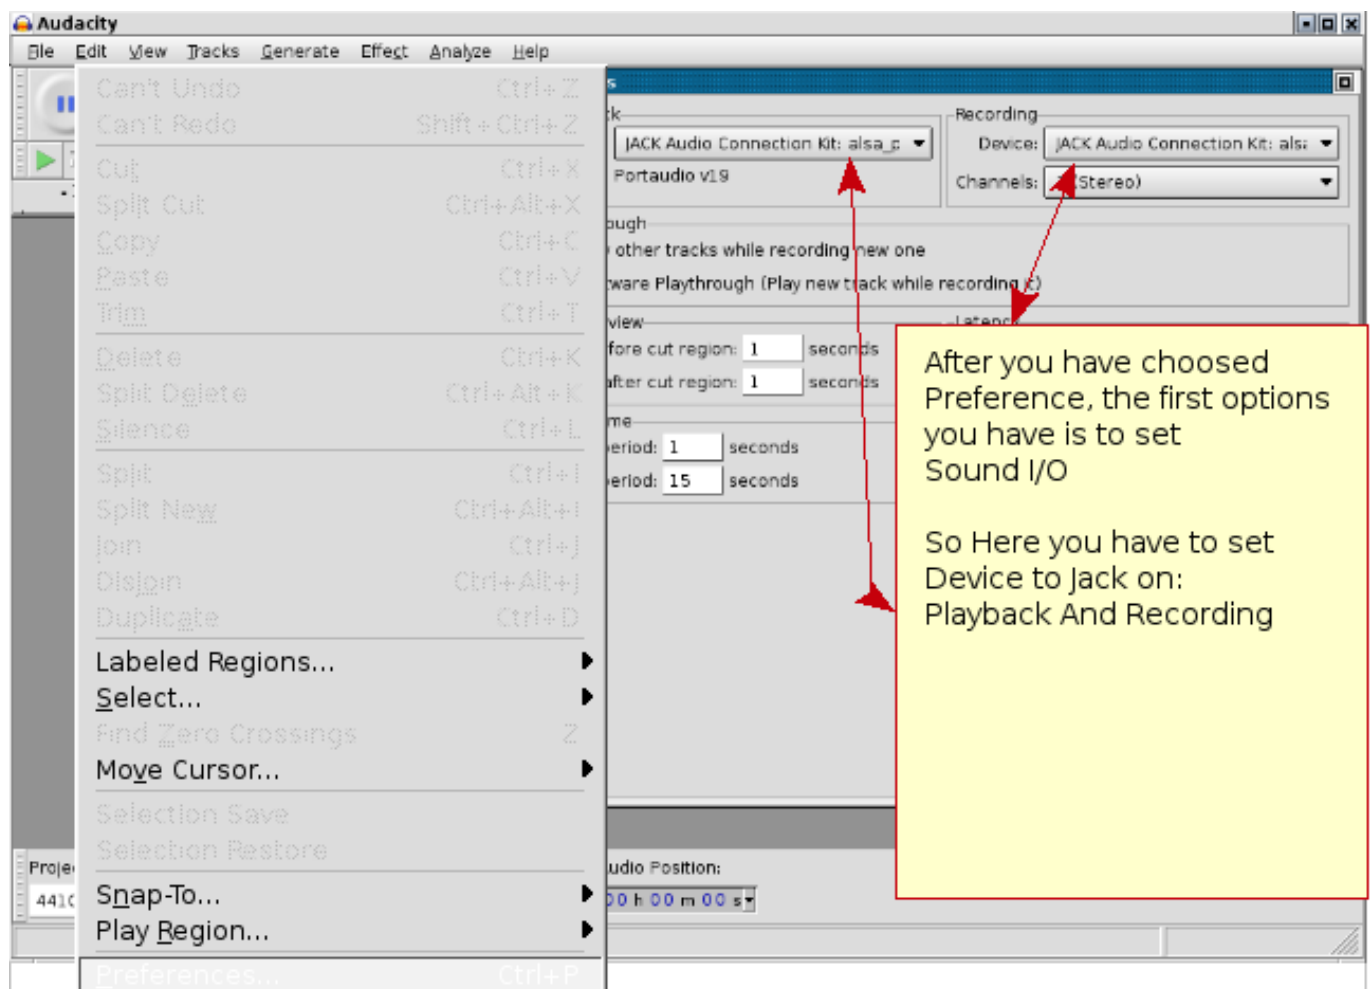 Audacity
File Edit View Tracks Generate Effect Analyze Help
Can't Undo Ctrl+Z
Can't Redo Shift+Ctrl+Z
Cut Ctrl+X
Split Cut Ctrl+Alt+X
Copy Ctrl+C
Paste Ctrl+V
Trim Ctrl+T
Delete Ctrl+K
Split Delete Ctrl+Alt+K
Silence Ctrl+L
Split Ctrl+I
Split New Ctrl+Alt+I
Join Ctrl+J
Disjoin Ctrl+Alt+J
Duplicate Ctrl+D
Labeled Regions...
Select...
Find Zero Crossings Z
Move Cursor...
Selection Save
Selection Restore
Snap-To...
Play Region...
Preferences... Ctrl+P
JACK Audio Connection Kit: alsa_p
Portaudio v19
Recording
Device: JACK Audio Connection Kit: als
Channels: (Stereo)
other tracks while recording new one
ware Playthrough (Play new track while recording it)
view
fore cut region: 1 seconds
after cut region: 1 seconds
Latency
me
eriod: 1 seconds
eriod: 15 seconds
After you have choosed
Preference, the first options
you have is to set
Sound I/O
So Here you have to set
Device to Jack on:
Playback And Recording
Proje
udio Position:
00 h 00 m 00 s